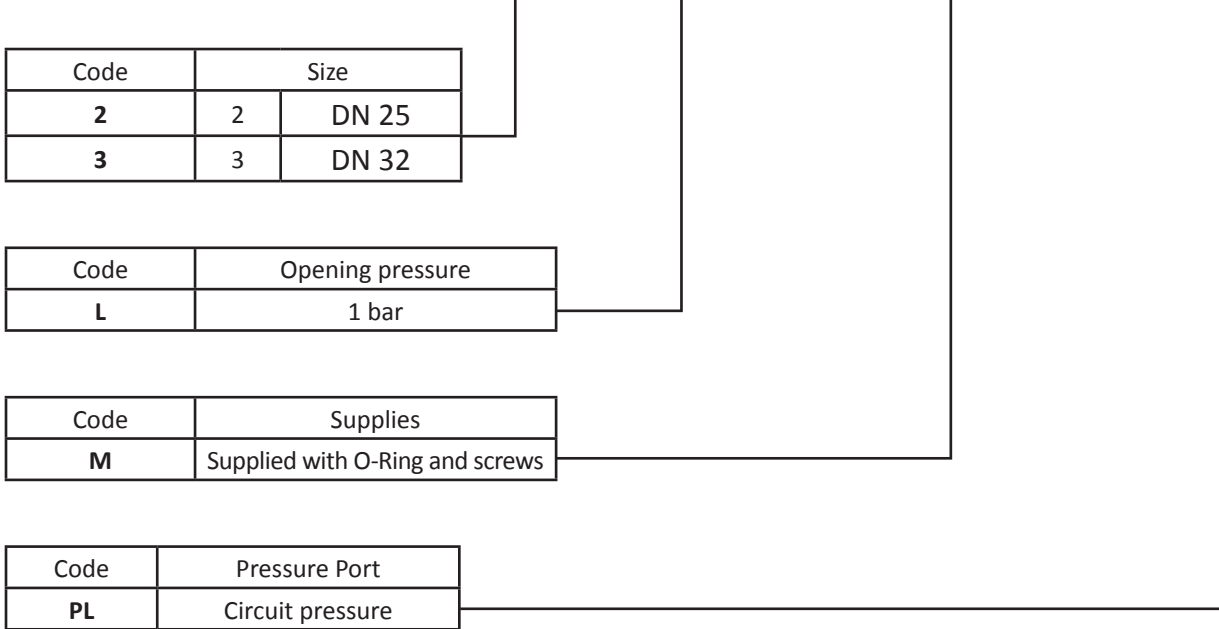 Code Size
2 2 DN 25
3 3 DN 32
Code Opening pressure
L 1 bar
Code Supplies
M Supplied with O-Ring and screws
Code Pressure Port
PL Circuit pressure